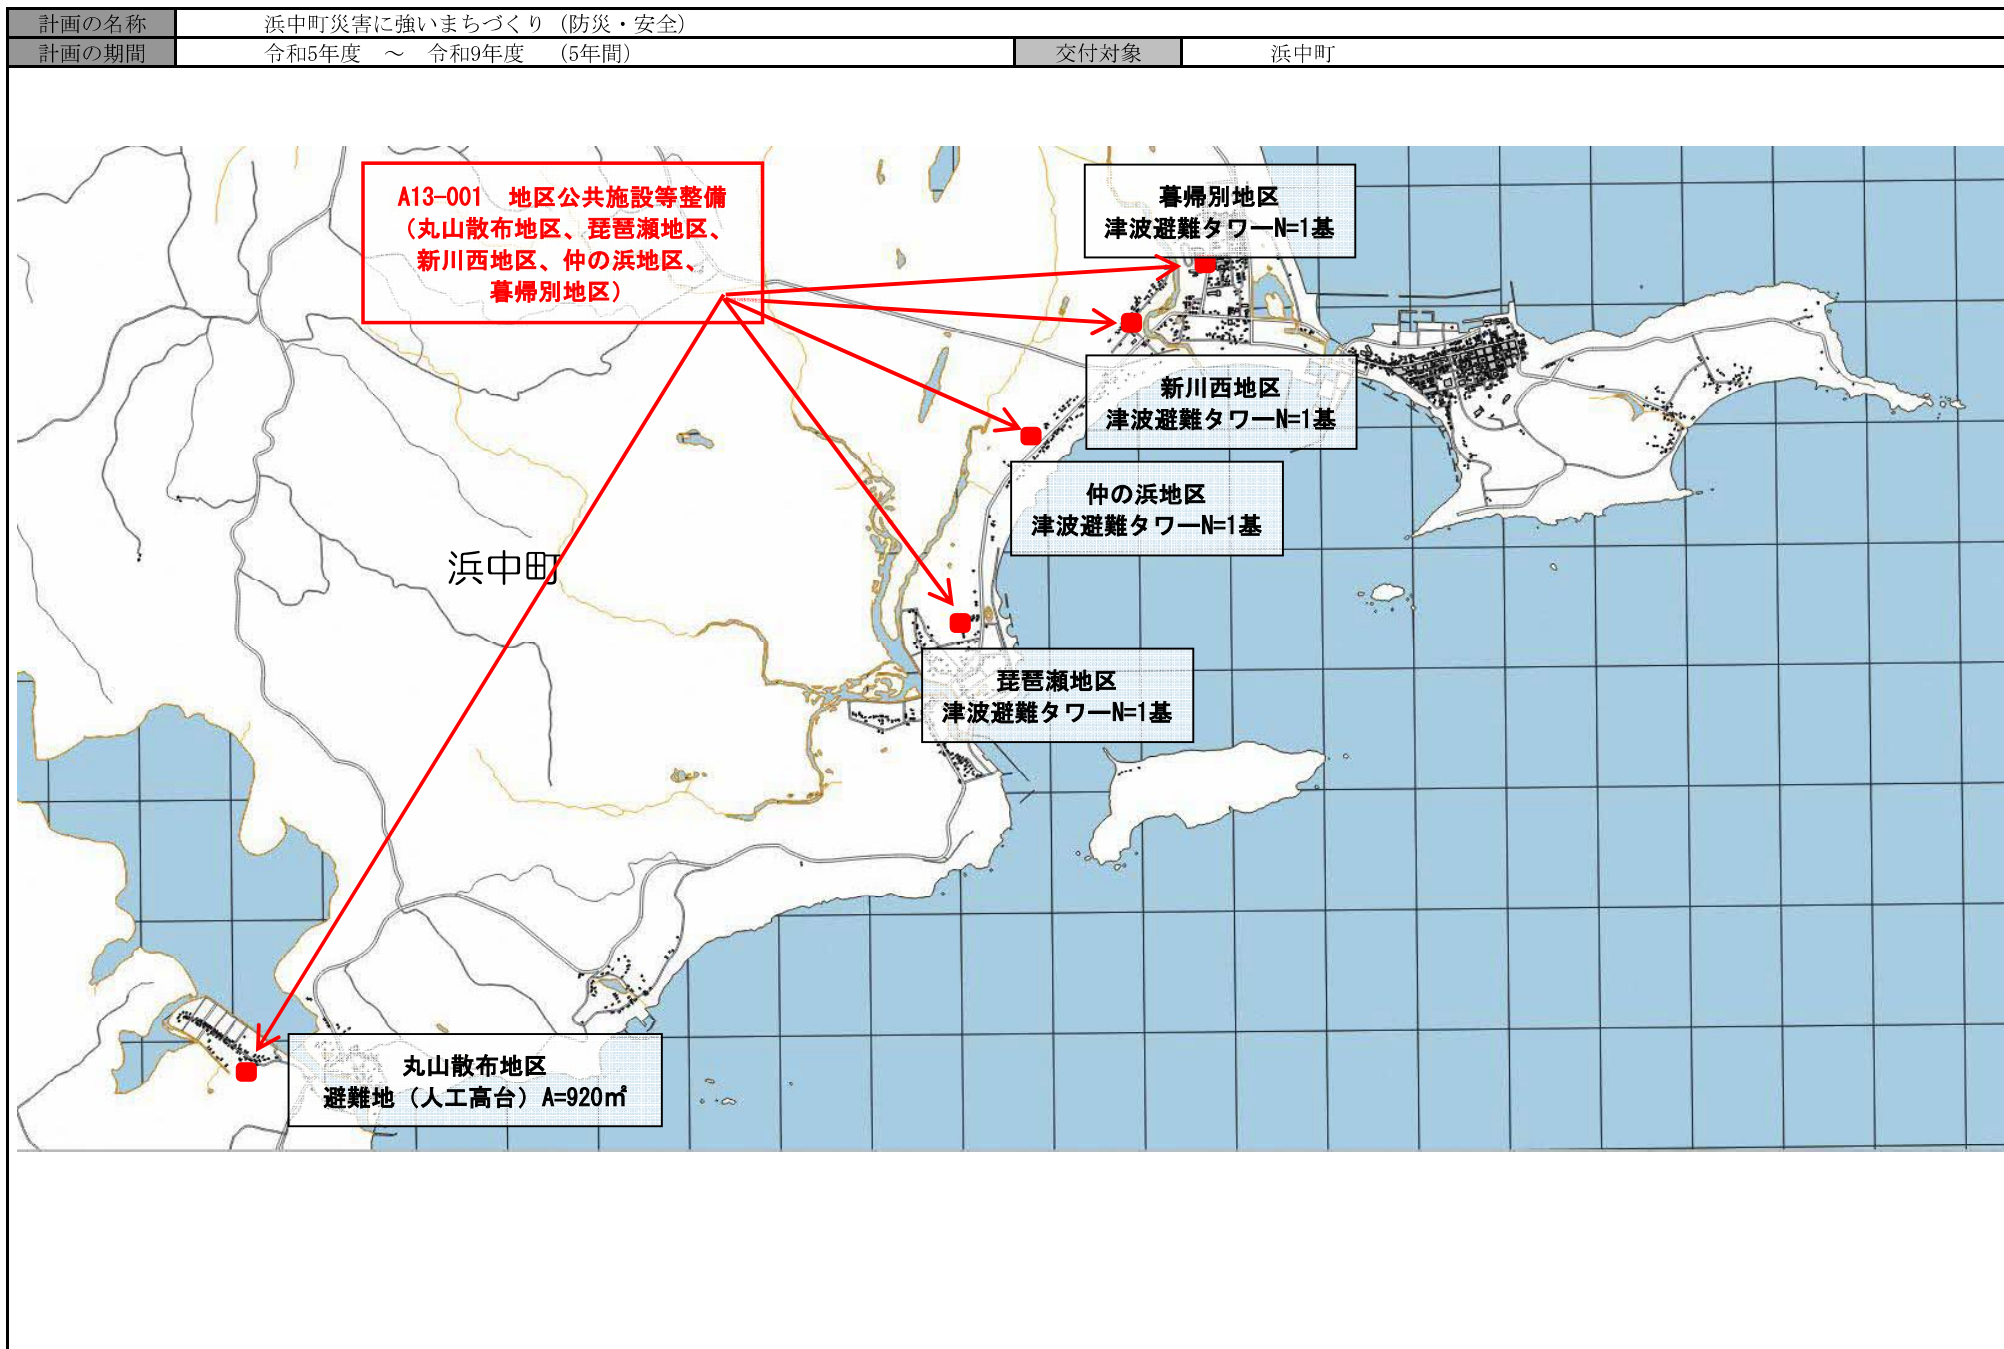 計画の名称 浜中町災害に強いまちづくり（防災・安全）
計画の期間 令和5年度 ～ 令和9年度 （5年間） 交付対象 浜中町
A13-001 地区公共施設等整備
（丸山散布地区、琵琶瀬地区、
新川西地区、仲の浜地区、
暮帰別地区）
暮帰別地区
津波避難タワーN=1基
新川西地区
津波避難タワーN=1基
仲の浜地区
津波避難タワーN=1基
浜中町
琵琶瀬地区
津波避難タワーN=1基
丸山散布地区
避難地（人工高台）A=920㎡